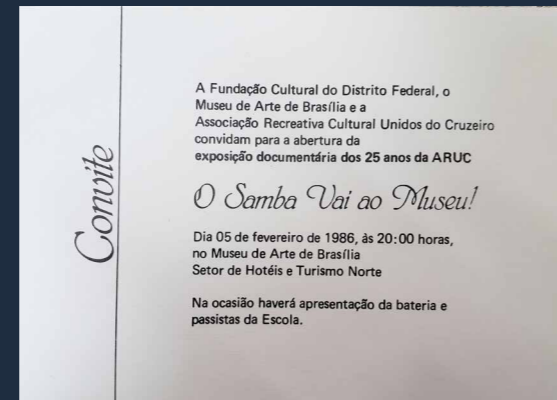 Convite
A Fundação Cultural do Distrito Federal, o
Museu de Arte de Brasília e a
Associação Recreativa Cultural Unidos do Cruzeiro
convidam para a abertura da
exposição documentária dos 25 anos da ARUC
O Samba Vai ao Museu!
Dia 05 de fevereiro de 1986, às 20:00 horas,
no Museu de Arte de Brasília
Setor de Hotéis e Turismo Norte
Na ocasião haverá apresentação da bateria e
passistas da Escola.